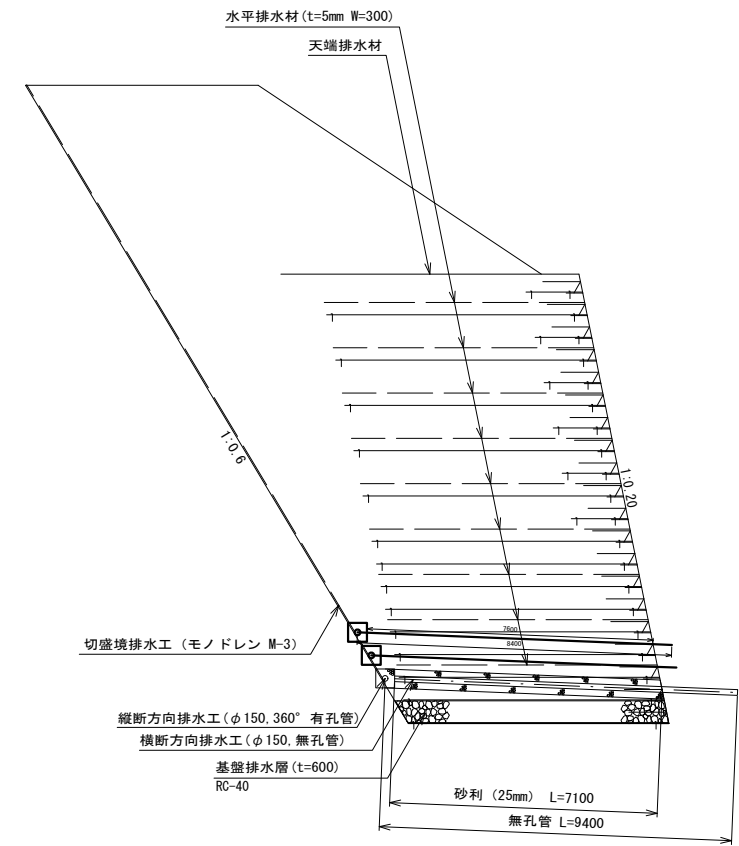 水平排水材(t=5mm W=300)
天端排水材
1:0.6
1:0.20
7600
8400
切盛境排水工 (モノドレン M-3)
縦断方向排水工(φ150,360° 有孔管)
横断方向排水工(φ150,無孔管)
基盤排水層(t=600)
RC-40
砂利 (25mm) L=7100
無孔管 L=9400